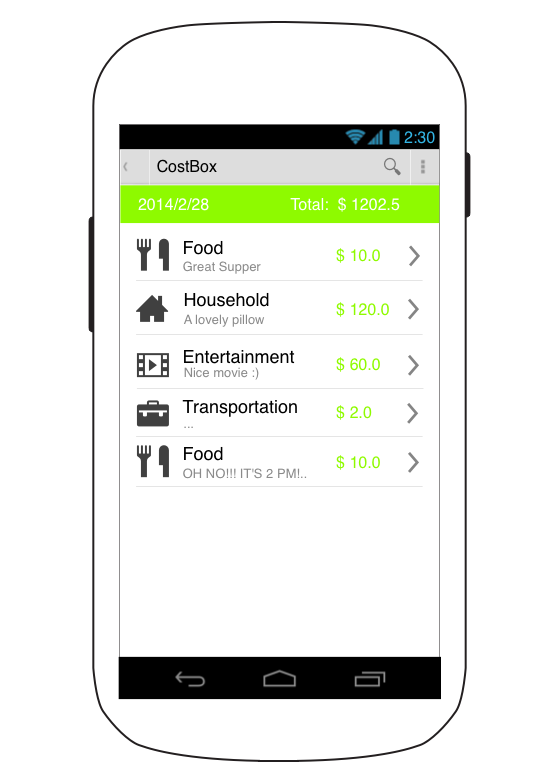 2:30
CostBox
2014/2/28 Total: $ 1202.5
Food
Great Supper
$ 10.0
Household
A lovely pillow
$ 120.0
Entertainment
Nice movie :)
$ 60.0
Transportation
...
$ 2.0
Food
OH NO!!! IT'S 2 PM!..
$ 10.0